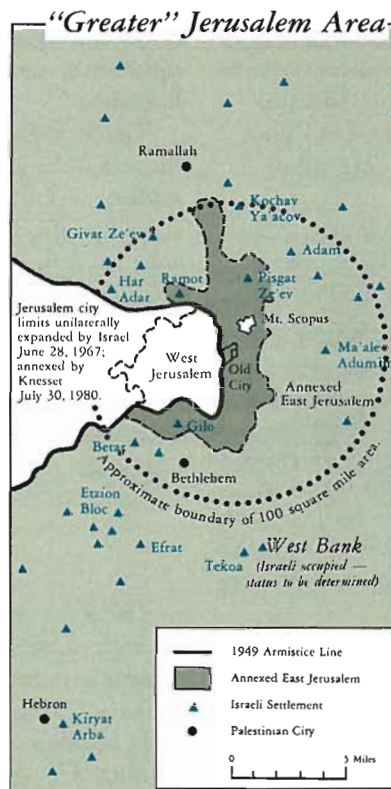 “Greater” Jerusalem Area
Ramallah
Kochav
Ya'acov
Givat Ze'ev
Adam
Har
Adar
Ramot
Pisgat
Ze'ev
Mt. Scopus
Jerusalem city
limits unilaterally
expanded by Israel
June 28, 1967;
annexed by
Knesset
July 30, 1980.
West
Jerusalem
Old
City
Ma'ale
Adumim
Annexed
East Jerusalem
Gilo
Betar
Bethlehem
Approximate boundary of 100 square mile area.
Etzion
Bloc
Efrat
Tekoa
West Bank
(Israeli occupied —
status to be determined)
Hebron
Kiryat
Arba
1949 Armistice Line
Annexed East Jerusalem
Israeli Settlement
Palestinian City
0 5 Miles